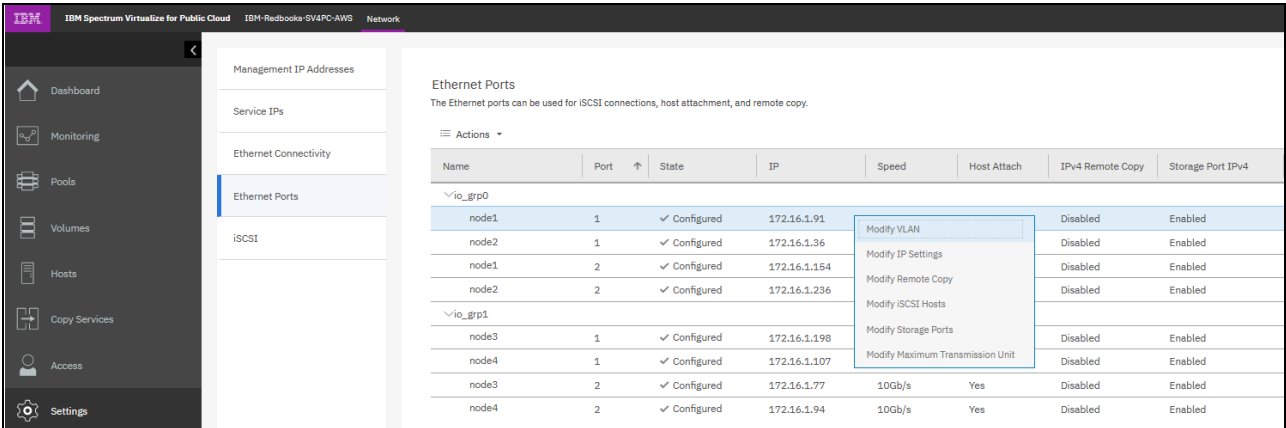 IBM IBM Spectrum Virtualize for Public Cloud IBM-Redbooks-SV4PC-AWS Network
Dashboard
Monitoring
Pools
Volumes
Hosts
Copy Services
Access
Settings
Management IP Addresses
Service IPs
Ethernet Connectivity
Ethernet Ports
iSCSI
Ethernet Ports
The Ethernet ports can be used for iSCSI connections, host attachment, and remote copy.
Actions
Name Port State IP Speed Host Attach IPv4 Remote Copy Storage Port IPv4
io_grp0
node1 1 Configured 172.16.1.91 Disabled Enabled
node2 1 Configured 172.16.1.36 Disabled Enabled
node1 2 Configured 172.16.1.154 Disabled Enabled
node2 2 Configured 172.16.1.236 Disabled Enabled
io_grp1
node3 1 Configured 172.16.1.198 Disabled Enabled
node4 1 Configured 172.16.1.107 Disabled Enabled
node3 2 Configured 172.16.1.77 10Gb/s Yes Disabled Enabled
node4 2 Configured 172.16.1.94 10Gb/s Yes Disabled Enabled
Modify VLAN
Modify IP Settings
Modify Remote Copy
Modify iSCSI Hosts
Modify Storage Ports
Modify Maximum Transmission Unit